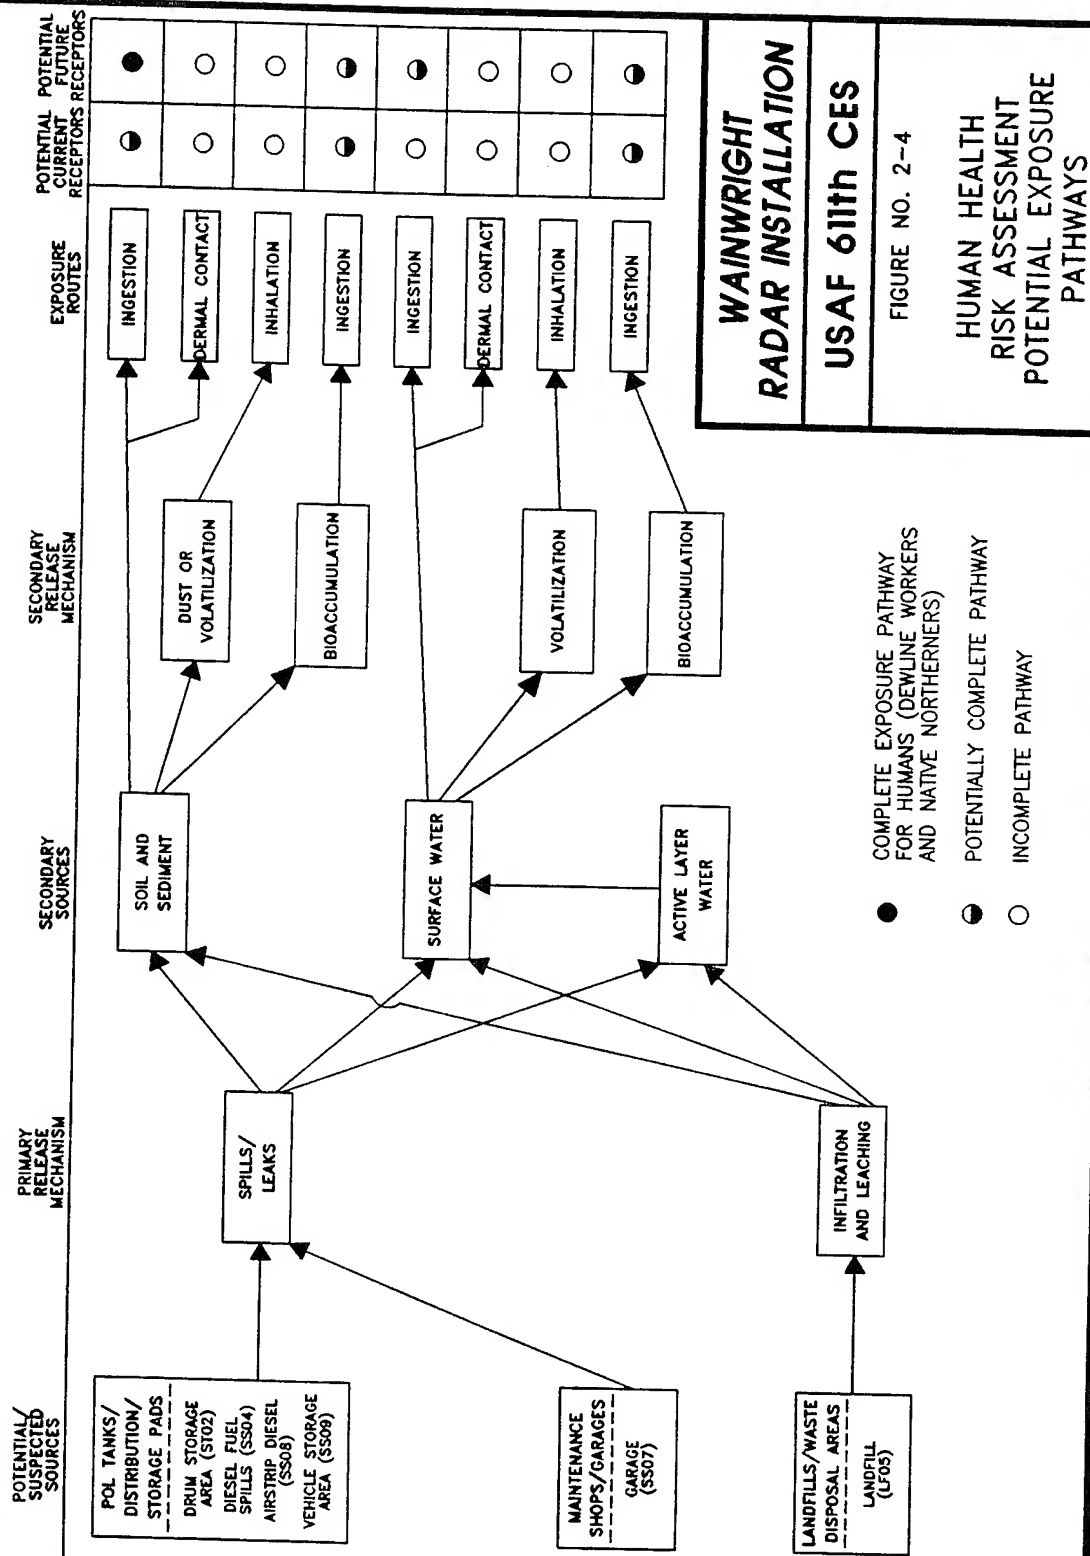 POTENTIAL/
SUSPECTED
SOURCES
PRIMARY
RELEASE
MECHANISM
SECONDARY
SOURCES
SECONDARY
RELEASE
MECHANISM
EXPOSURE
ROUTES
POTENTIAL
CURRENT
RECEPTORS
POTENTIAL
FUTURE
RECEPTORS
POL TANKS/
DISTRIBUTION/
STORAGE PADS
DRUM STORAGE
AREA (ST02)
DIESEL FUEL
SPILLS (SS04)
AIRSTRIP DIESEL
(SS08)
VEHICLE STORAGE
AREA (SS09)
MAINTENANCE
SHOPS/GARAGES
GARAGE
(SS07)
LANDFILLS/WASTE
DISPOSAL AREAS
LANDFILL
(LF05)
SPILLS/
LEAKS
INFILTRATION
AND LEACHING
SOIL AND
SEDIMENT
SURFACE WATER
ACTIVE LAYER
WATER
DUST OR
VOLATILIZATION
BIOACCUMULATION
VOLATILIZATION
BIOACCUMULATION
INGESTION
DERMAL CONTACT
INHALATION
INGESTION
INGESTION
DERMAL CONTACT
INHALATION
INGESTION
COMPLETE EXPOSURE PATHWAY
FOR HUMANS (DEWLINE WORKERS
AND NATIVE NORTHERNERS)
POTENTIALLY COMPLETE PATHWAY
INCOMPLETE PATHWAY
WAINWRIGHT
RADAR INSTALLATION
USAF 611th CES
FIGURE NO. 2-4
HUMAN HEALTH
RISK ASSESSMENT
POTENTIAL EXPOSURE
PATHWAYS